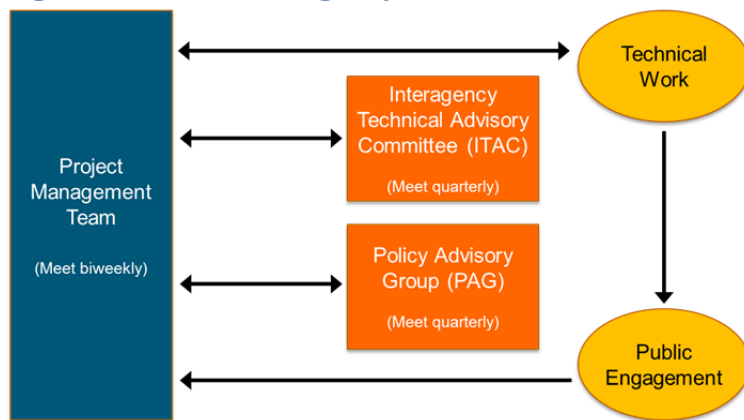 Technical
Work
Interagency
Technical Advisory
Committee (ITAC)
(Meet quarterly)
Project
Management
Team
(Meet biweekly)
Policy Advisory
Group (PAG)
(Meet quarterly)
Public
Engagement